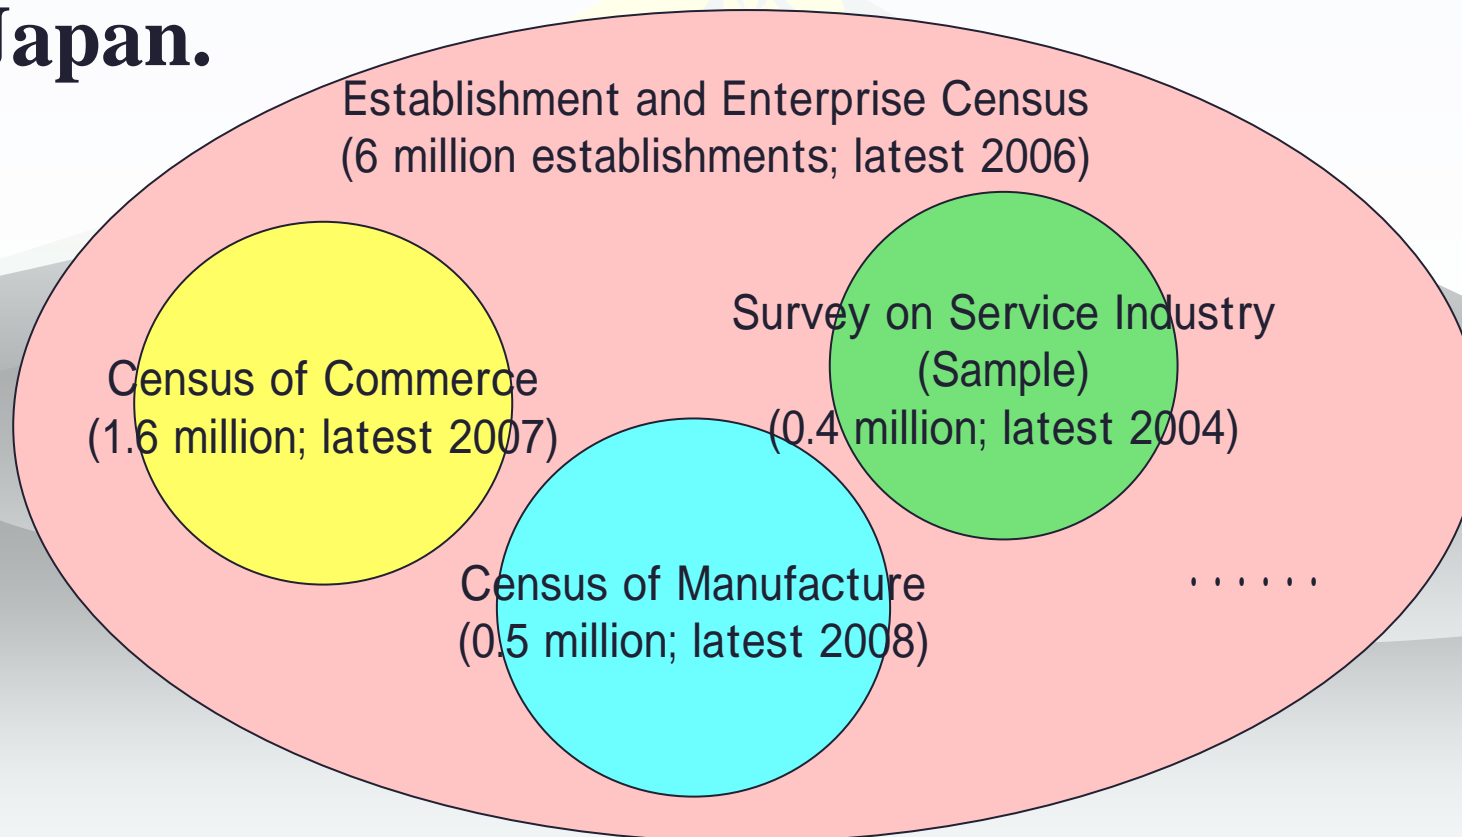 Japan.
Establishment and Enterprise Census
(6 million establishments; latest 2006)
Survey on Service Industry
(Sample)
(0.4 million; latest 2004)
Census of Commerce
(1.6 million; latest 2007)
Census of Manufacture
(0.5 million; latest 2008)
· · · · · ·